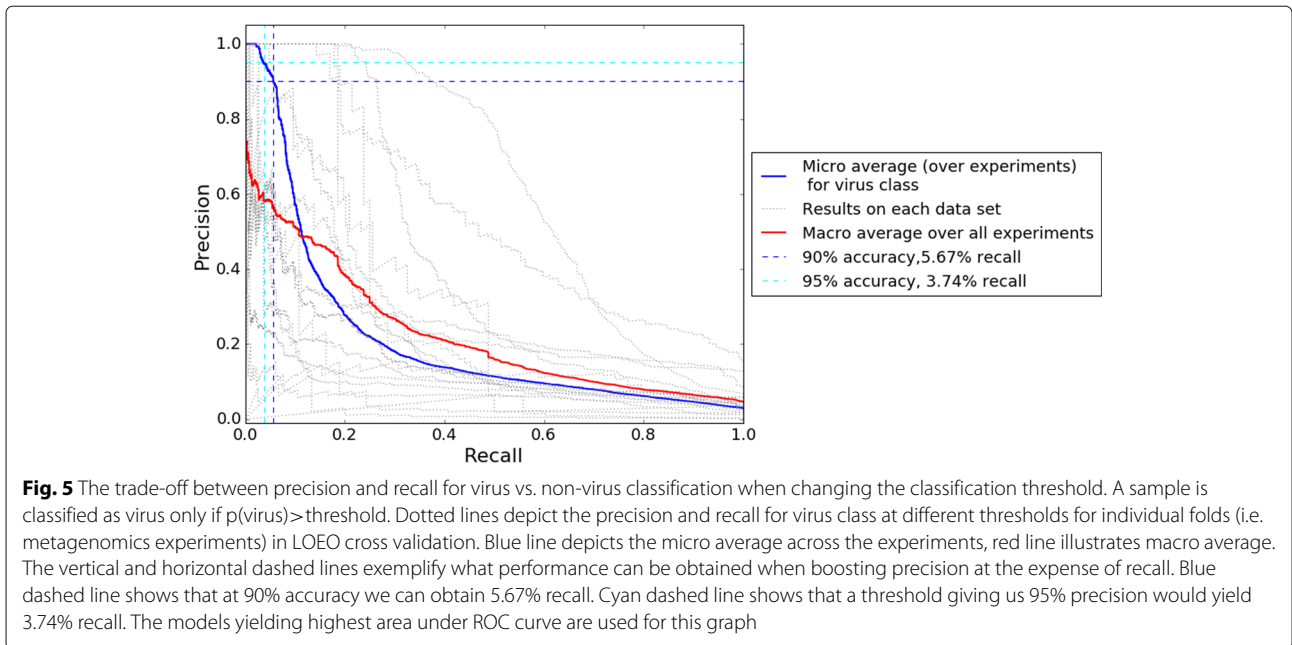 1.0
0.8
0.6
0.4
0.2
0.0
Precision
0.0 0.2 0.4 0.6 0.8 1.0
Recall
Micro average (over experiments)
for virus class
Results on each data set
Macro average over all experiments
90% accuracy,5.67% recall
95% accuracy, 3.74% recall
Fig. 5 The trade-off between precision and recall for virus vs. non-virus classification when changing the classification threshold. A sample is
classified as virus only if p(virus)>threshold. Dotted lines depict the precision and recall for virus class at different thresholds for individual folds (i.e.
metagenomics experiments) in LOEO cross validation. Blue line depicts the micro average across the experiments, red line illustrates macro average.
The vertical and horizontal dashed lines exemplify what performance can be obtained when boosting precision at the expense of recall. Blue
dashed line shows that at 90% accuracy we can obtain 5.67% recall. Cyan dashed line shows that a threshold giving us 95% precision would yield
3.74% recall. The models yielding highest area under ROC curve are used for this graph